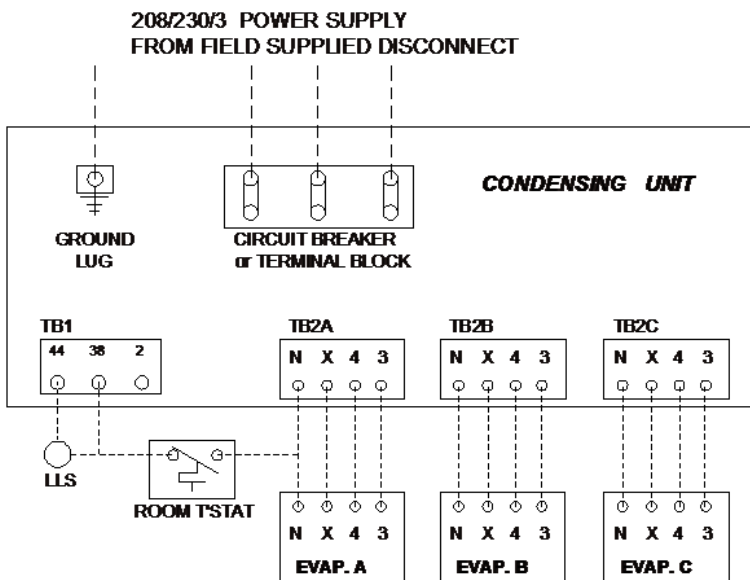 208/230/3 POWER SUPPLY
FROM FIELD SUPPLIED DISCONNECT
CONDENSING UNIT
GROUND
LUG
CIRCUIT BREAKER
or TERMINAL BLOCK
TB1
44 38 2
TB2A
N X 4 3
TB2B
N X 4 3
TB2C
N X 4 3
LLS
ROOM T'STAT
N X 4 3
EVAP. A
N X 4 3
EVAP. B
N X 4 3
EVAP. C